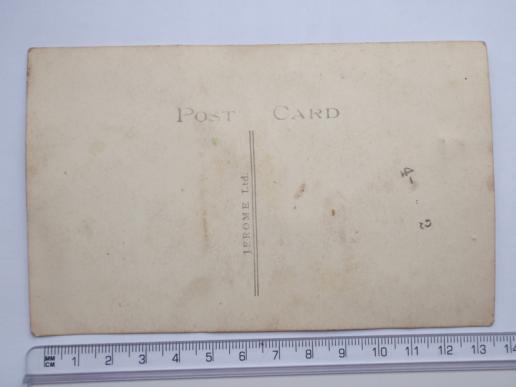 POST CARD
JEROME Ltd.
MM
CM
1 2 3 4 5 6 7 8 9 10 11 12 13 14